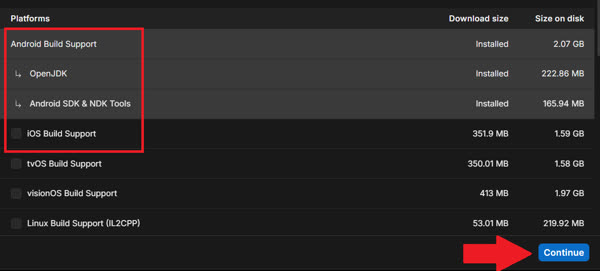 Platforms Download size Size on disk
Android Build Support Installed 2.07 GB
OpenJDK Installed 222.86 MB
Android SDK & NDK Tools Installed 165.94 MB
iOS Build Support 351.9 MB 1.59 GB
tvOS Build Support 350.01 MB 1.58 GB
visionOS Build Support 413 MB 1.97 GB
Linux Build Support (IL2CPP) 53.01 MB 219.92 MB
Continue